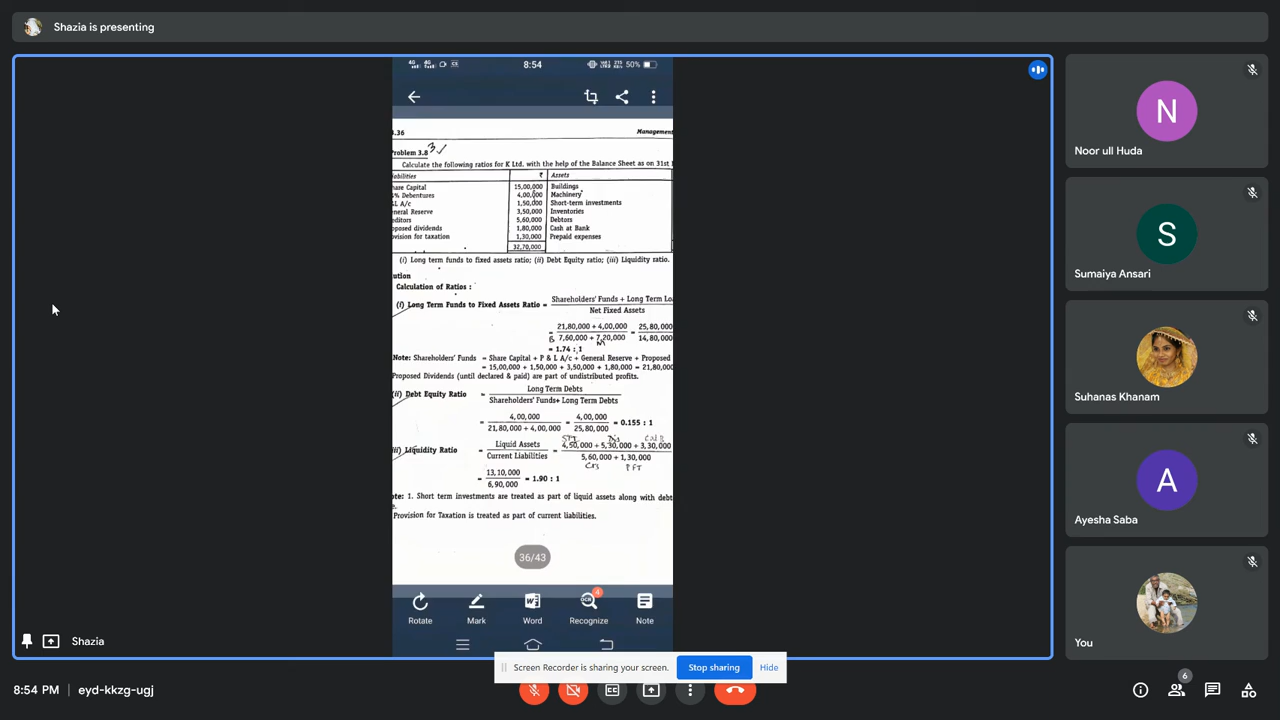 Shazia is presenting
8:54
50%
3.36
Management
Problem 3.8
Calculate the following ratios for K Ltd. with the help of the Balance Sheet as on 31st
abilities ₹ Assets
hare Capital 15,00,000 Buildings
% Debentures 4,00,000 Machinery
&L A/c 1,50,000 Short-term investments
eneral Reserve 3,50,000 Inventories
editors 5,60,000 Debtors
oposed dividends 1,80,000 Cash at Bank
ovision for taxation 1,30,000 Prepaid expenses
32,70,000
(i) Long term funds to fixed assets ratio; (ii) Debt Equity ratio; (iii) Liquidity ratio.
ution
Calculation of Ratios :
(i) Long Term Funds to Fixed Assets Ratio = Shareholders' Funds + Long Term Lo
Net Fixed Assets
= 21,80,000 + 4,00,000 = 25,80,000
7,60,000 + 7,20,000 14,80,000
B M
= 1.74 : 1
Note: Shareholders' Funds = Share Capital + P & L A/c + General Reserve + Proposed
= 15,00,000 + 1,50,000 + 3,50,000 + 1,80,000 = 21,80,000
Proposed Dividends (until declared & paid) are part of undistributed profits.
(ii) Debt Equity Ratio = Long Term Debts
Shareholders' Funds+ Long Term Debts
= 4,00,000 = 4,00,000 = 0.155 : 1
21,80,000 + 4,00,000 25,80,000
iii) Liquidity Ratio = Liquid Assets = 4,50,000 + 5,30,000 + 3,30,000
Current Liabilities 5,60,000 + 1,30,000
= 13,10,000 = 1.90 : 1
6,90,000
ote: 1. Short term investments are treated as part of liquid assets along with debt
e.
Provision for Taxation is treated as part of current liabilities.
36/43
4
Rotate
Mark
Word
Recognize
Note
N
Noorull Huda
S
Sumaiya Ansari
Suhanas Khanam
A
Ayesha Saba
You
Shazia
Screen Recorder is sharing your screen.
Stop sharing
Hide
8:54 PM
eyd-kkzg-ugj
6